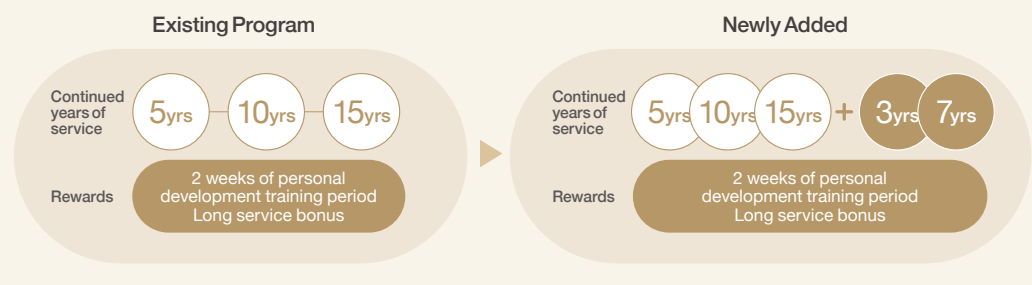 Existing Program
Continued
years of
service
5yrs
10yrs
15yrs
Rewards
2 weeks of personal
development training period
Long service bonus
Newly Added
Continued
years of
service
5yrs
10yrs
15yrs
+
3yrs
7yrs
Rewards
2 weeks of personal
development training period
Long service bonus